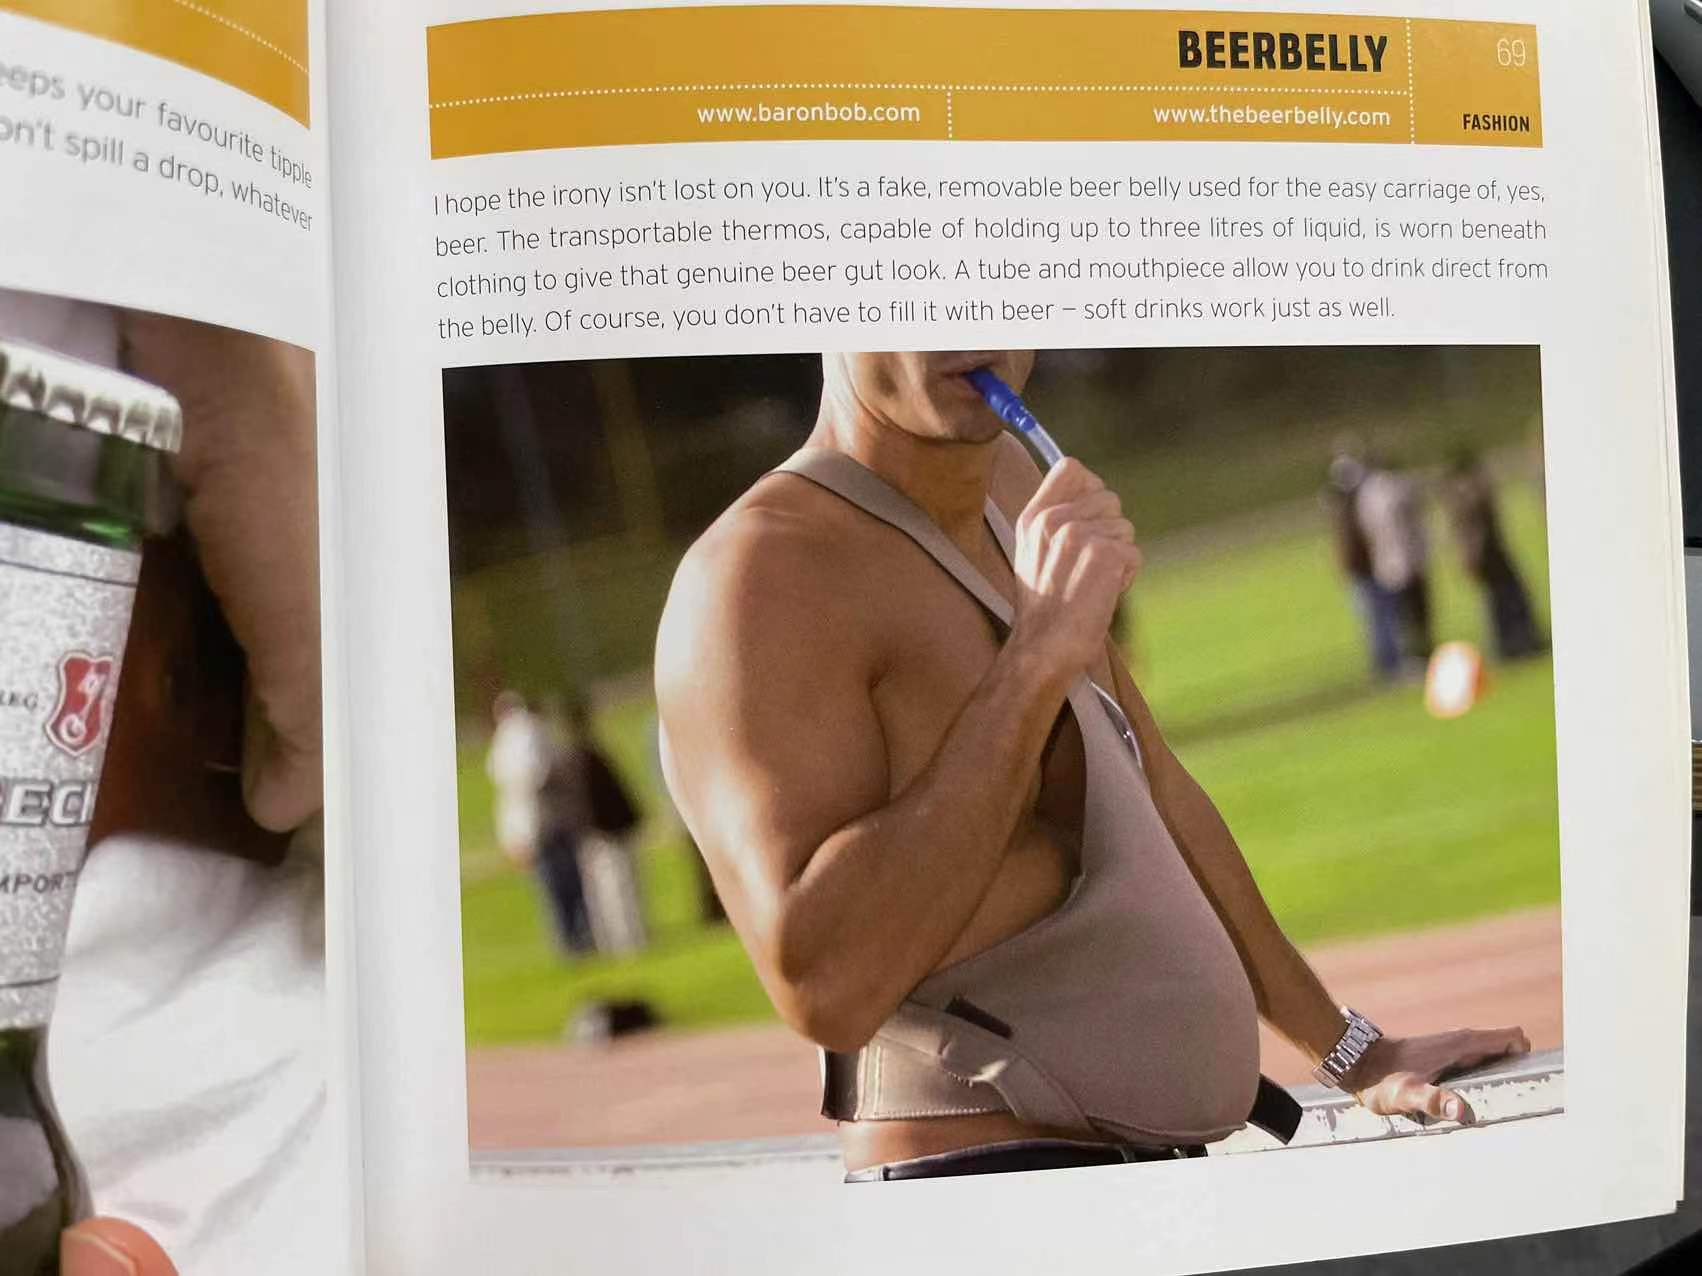 your favourite tipple
spill a drop, whatever
IMPORT
BEERBELLY
69
www.baronbob.com
www.thebeerbelly.com
FASHION
I hope the irony isn't lost on you. It's a fake, removable beer belly used for the easy carriage of, yes,
beer. The transportable thermos, capable of holding up to three litres of liquid, is worn beneath
clothing to give that genuine beer gut look. A tube and mouthpiece allow you to drink direct from
the belly. Of course, you don't have to fill it with beer – soft drinks work just as well.